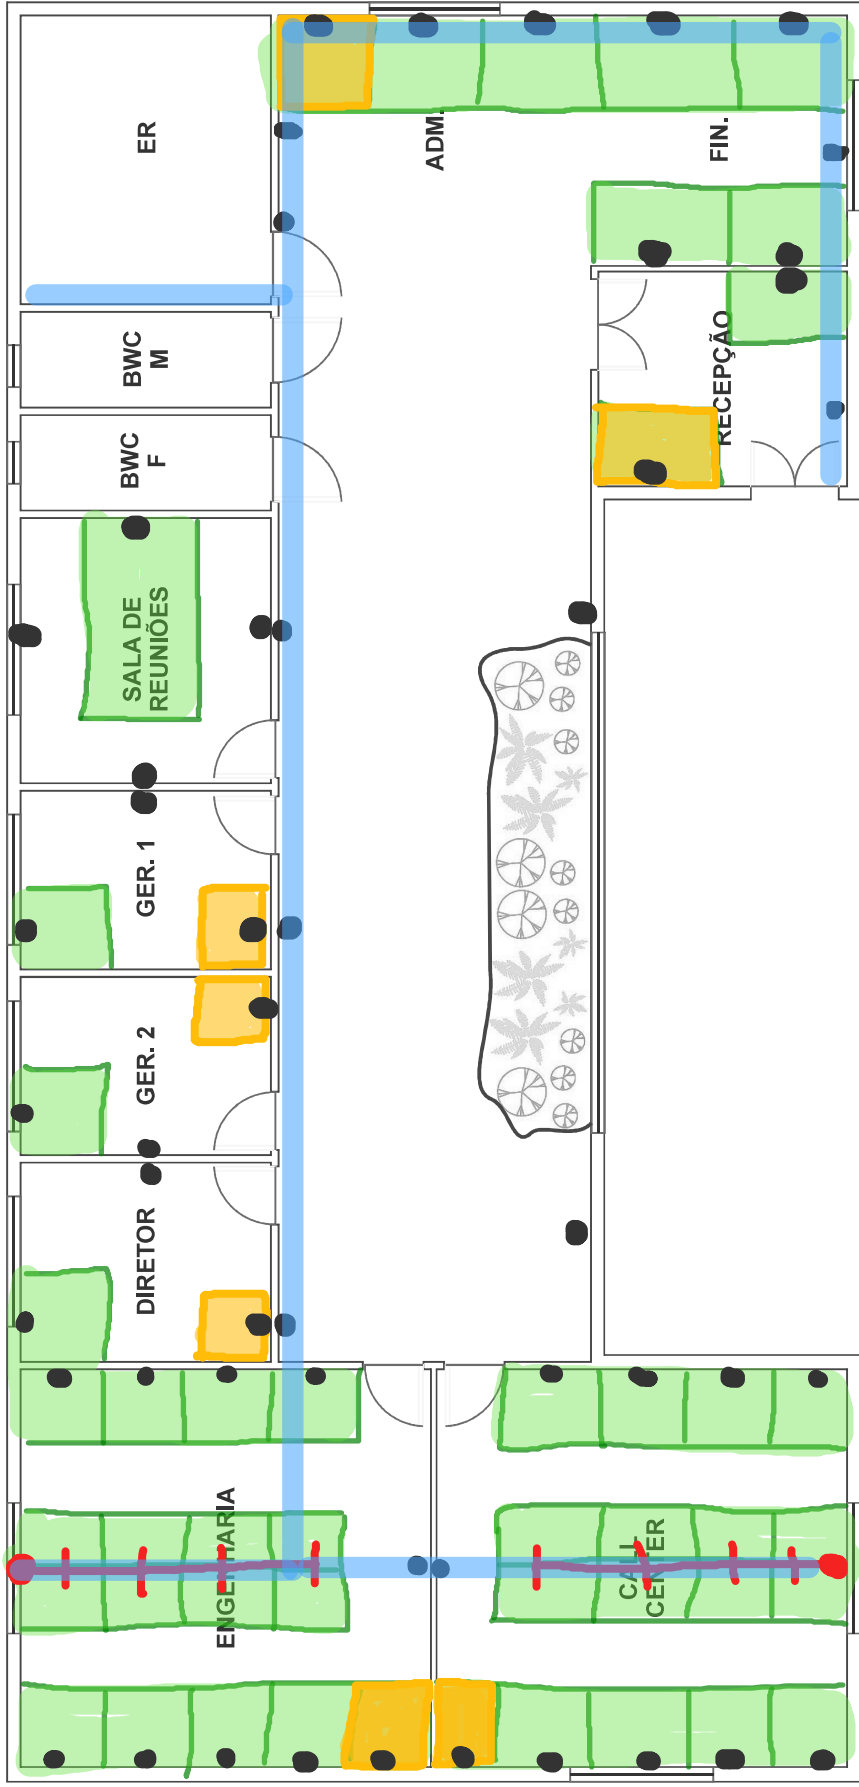 ER
ADM.
FIN.
BWC
M
RECEPÇÃO
BWC
F
SALA DE
REUNIÕES
GER. 1
GER. 2
DIRETOR
ENGENHARIA
CALL
CENTER